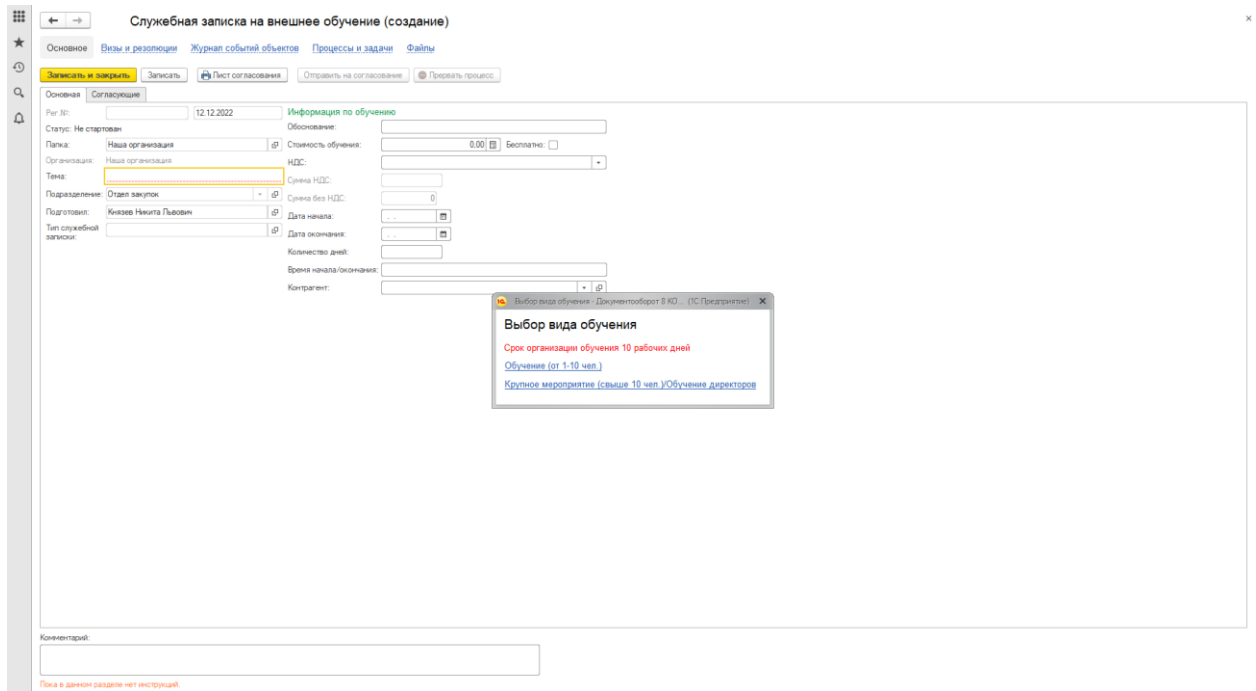 Служебная записка на внешнее обучение (создание)
Основное Визы и резолюции Журнал событий объектов Процессы и задачи Файлы
Записать и закрыть Записать Лист согласования Отправить на согласование Прервать процесс
Основная Согласующие
Рег.№: 12.12.2022 Информация по обучению
Статус: Не стартован Обоснование:
Папка: Наша организация Стоимость обучения: 0,00 Бесплатно:
Организация: Наша организация НДС:
Тема: Сумма НДС:
Подразделение: Отдел закупок Сумма без НДС: 0
Подготовил: Князев Никита Львович Дата начала: . .
Тип служебной записки: Дата окончания: . .
Количество дней:
Время начала/окончания:
Контрагент:
1С Выбор вида обучения - Документооборот 8 КО... (1С:Предприятие)
Выбор вида обучения
Срок организации обучения 10 рабочих дней
Обучение (от 1-10 чел.)
Крупное мероприятие (свыше 10 чел.)/Обучение директоров
Комментарий:
Пока в данном разделе нет инструкций.